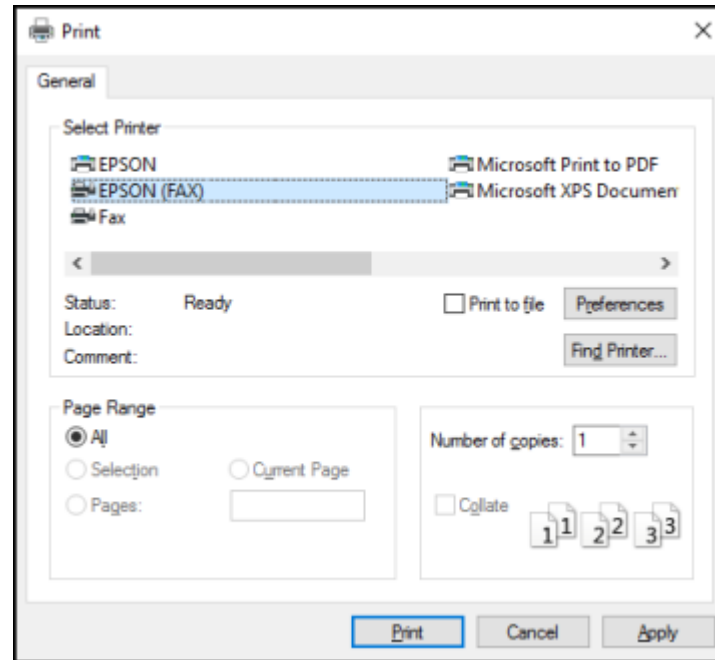 Print
General
Select Printer
EPSON
Microsoft Print to PDF
EPSON (FAX)
Microsoft XPS Documen
Fax
Status: Ready
Print to file
Preferences
Location:
Comment:
Find Printer...
Page Range
All
Selection
Current Page
Pages:
Number of copies: 1
Collate
1 1 2 2 3 3
Print
Cancel
Apply